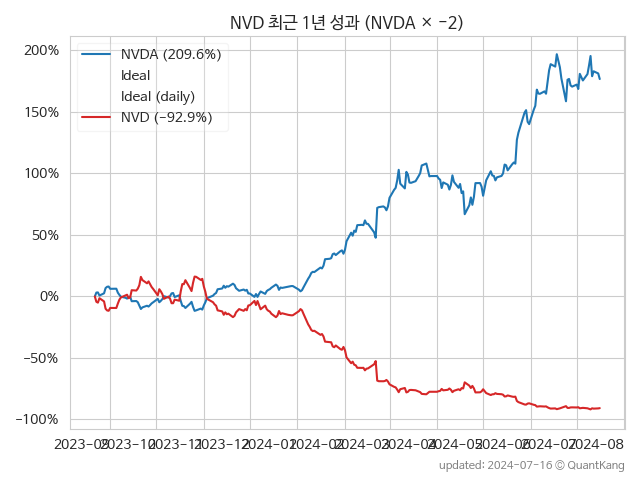 NVD 최근 1년 성과 (NVDA × −2)
200%
150%
100%
50%
0%
−50%
−100%
NVDA (209.6%)
Ideal
Ideal (daily)
NVD (−92.9%)
2023−09 2023−10 2023−11 2023−12 2024−01 2024−02 2024−03 2024−04 2024−05 2024−06 2024−07 2024−08
updated: 2024-07-16 © QuantKang